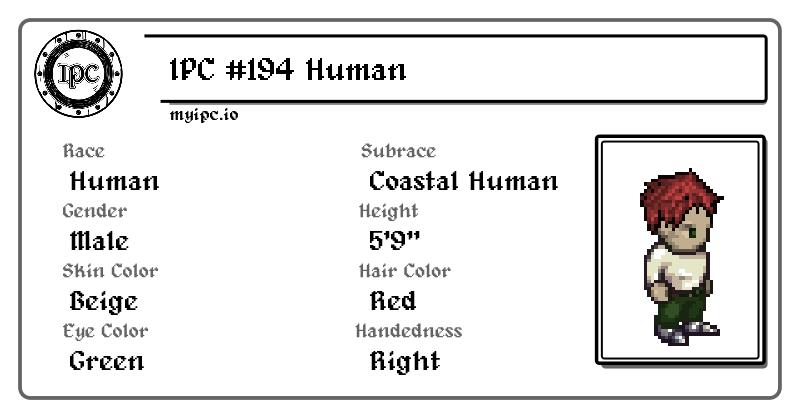 IPC
IPC #194 Human
myipc.io
Race
Human
Subrace
Coastal Human
Gender
Male
Height
5'9"
Skin Color
Beige
Hair Color
Red
Eye Color
Green
Handedness
Right